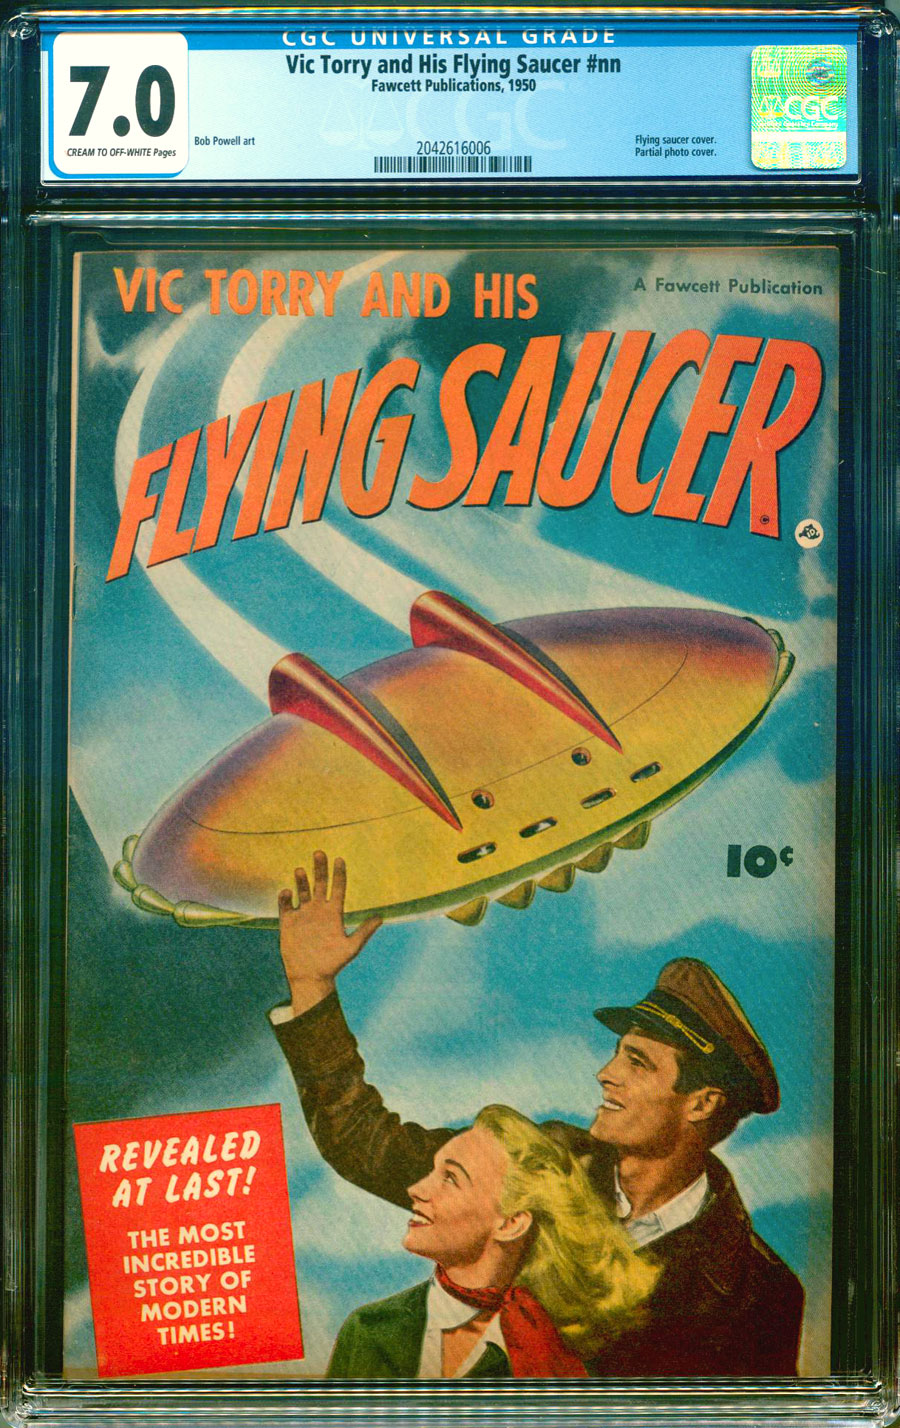 CGC UNIVERSAL GRADE
Vic Torry and His Flying Saucer #nn
Fawcett Publications, 1950
7.0
CREAM TO OFF-WHITE Pages
Bob Powell art
2042616006
Flying saucer cover.
Partial photo cover.
CGC
VIC TORRY AND HIS
A Fawcett Publication
FLYING SAUCER
10¢
REVEALED
AT LAST!
THE MOST
INCREDIBLE
STORY OF
MODERN
TIMES!